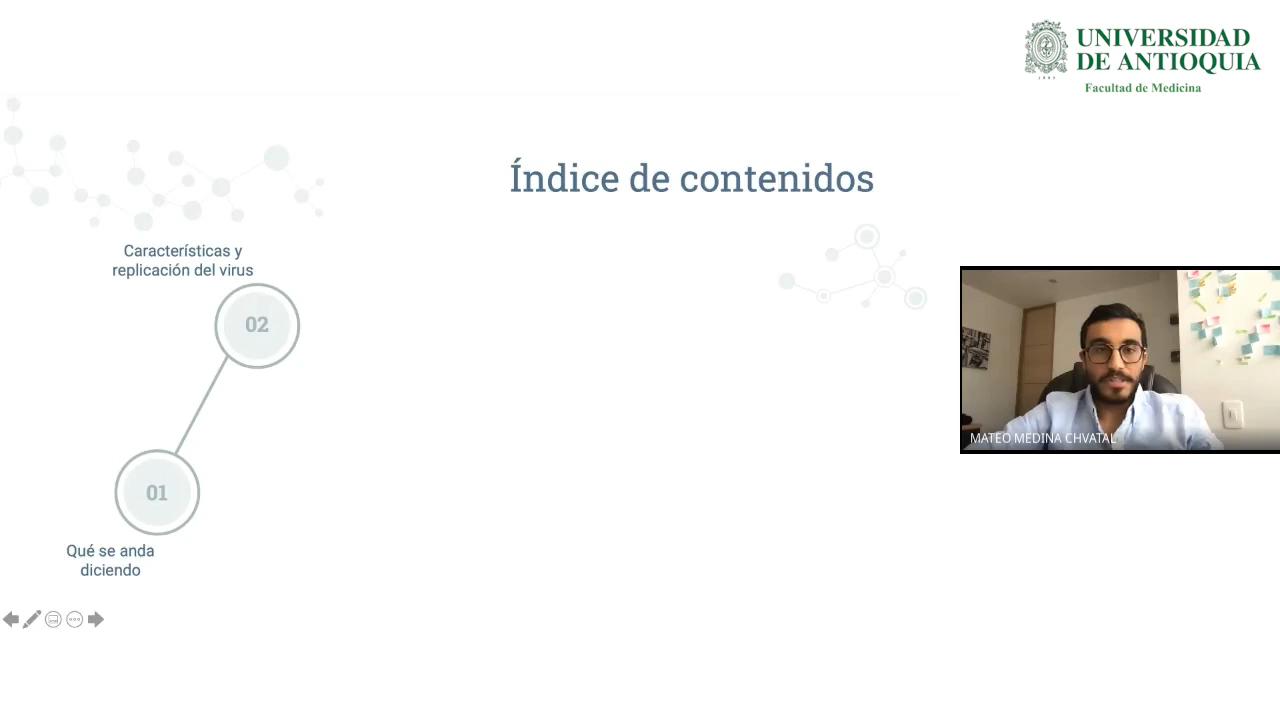 UNIVERSIDAD
DE ANTIOQUIA
1803
Facultad de Medicina
Índice de contenidos
Características y
replicación del virus
02
01
Qué se anda
diciendo
MATEO MEDINA CHVATAL